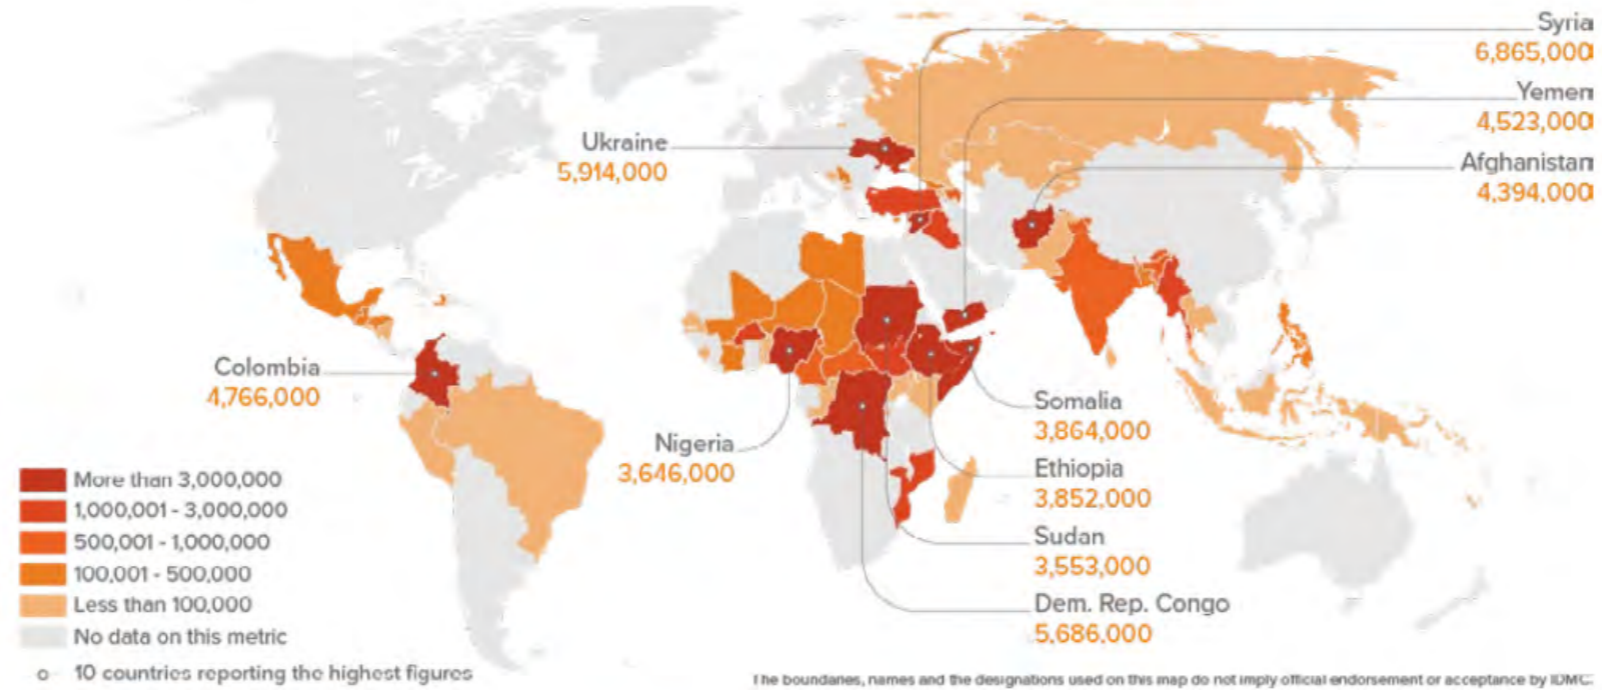 Syria
6,865,000
Yemen
4,523,000
Ukraine
5,914,000
Afghanistan
4,394,000
Colombia
4,766,000
Nigeria
3,646,000
Somalia
3,864,000
Ethiopia
3,852,000
Sudan
3,553,000
Dem. Rep. Congo
5,686,000
More than 3,000,000
1,000,001 - 3,000,000
500,001 - 1,000,000
100,001 - 500,000
Less than 100,000
No data on this metric
10 countries reporting the highest figures
The boundaries, names and the designations used on this map do not imply official endorsement or acceptance by IDMC.